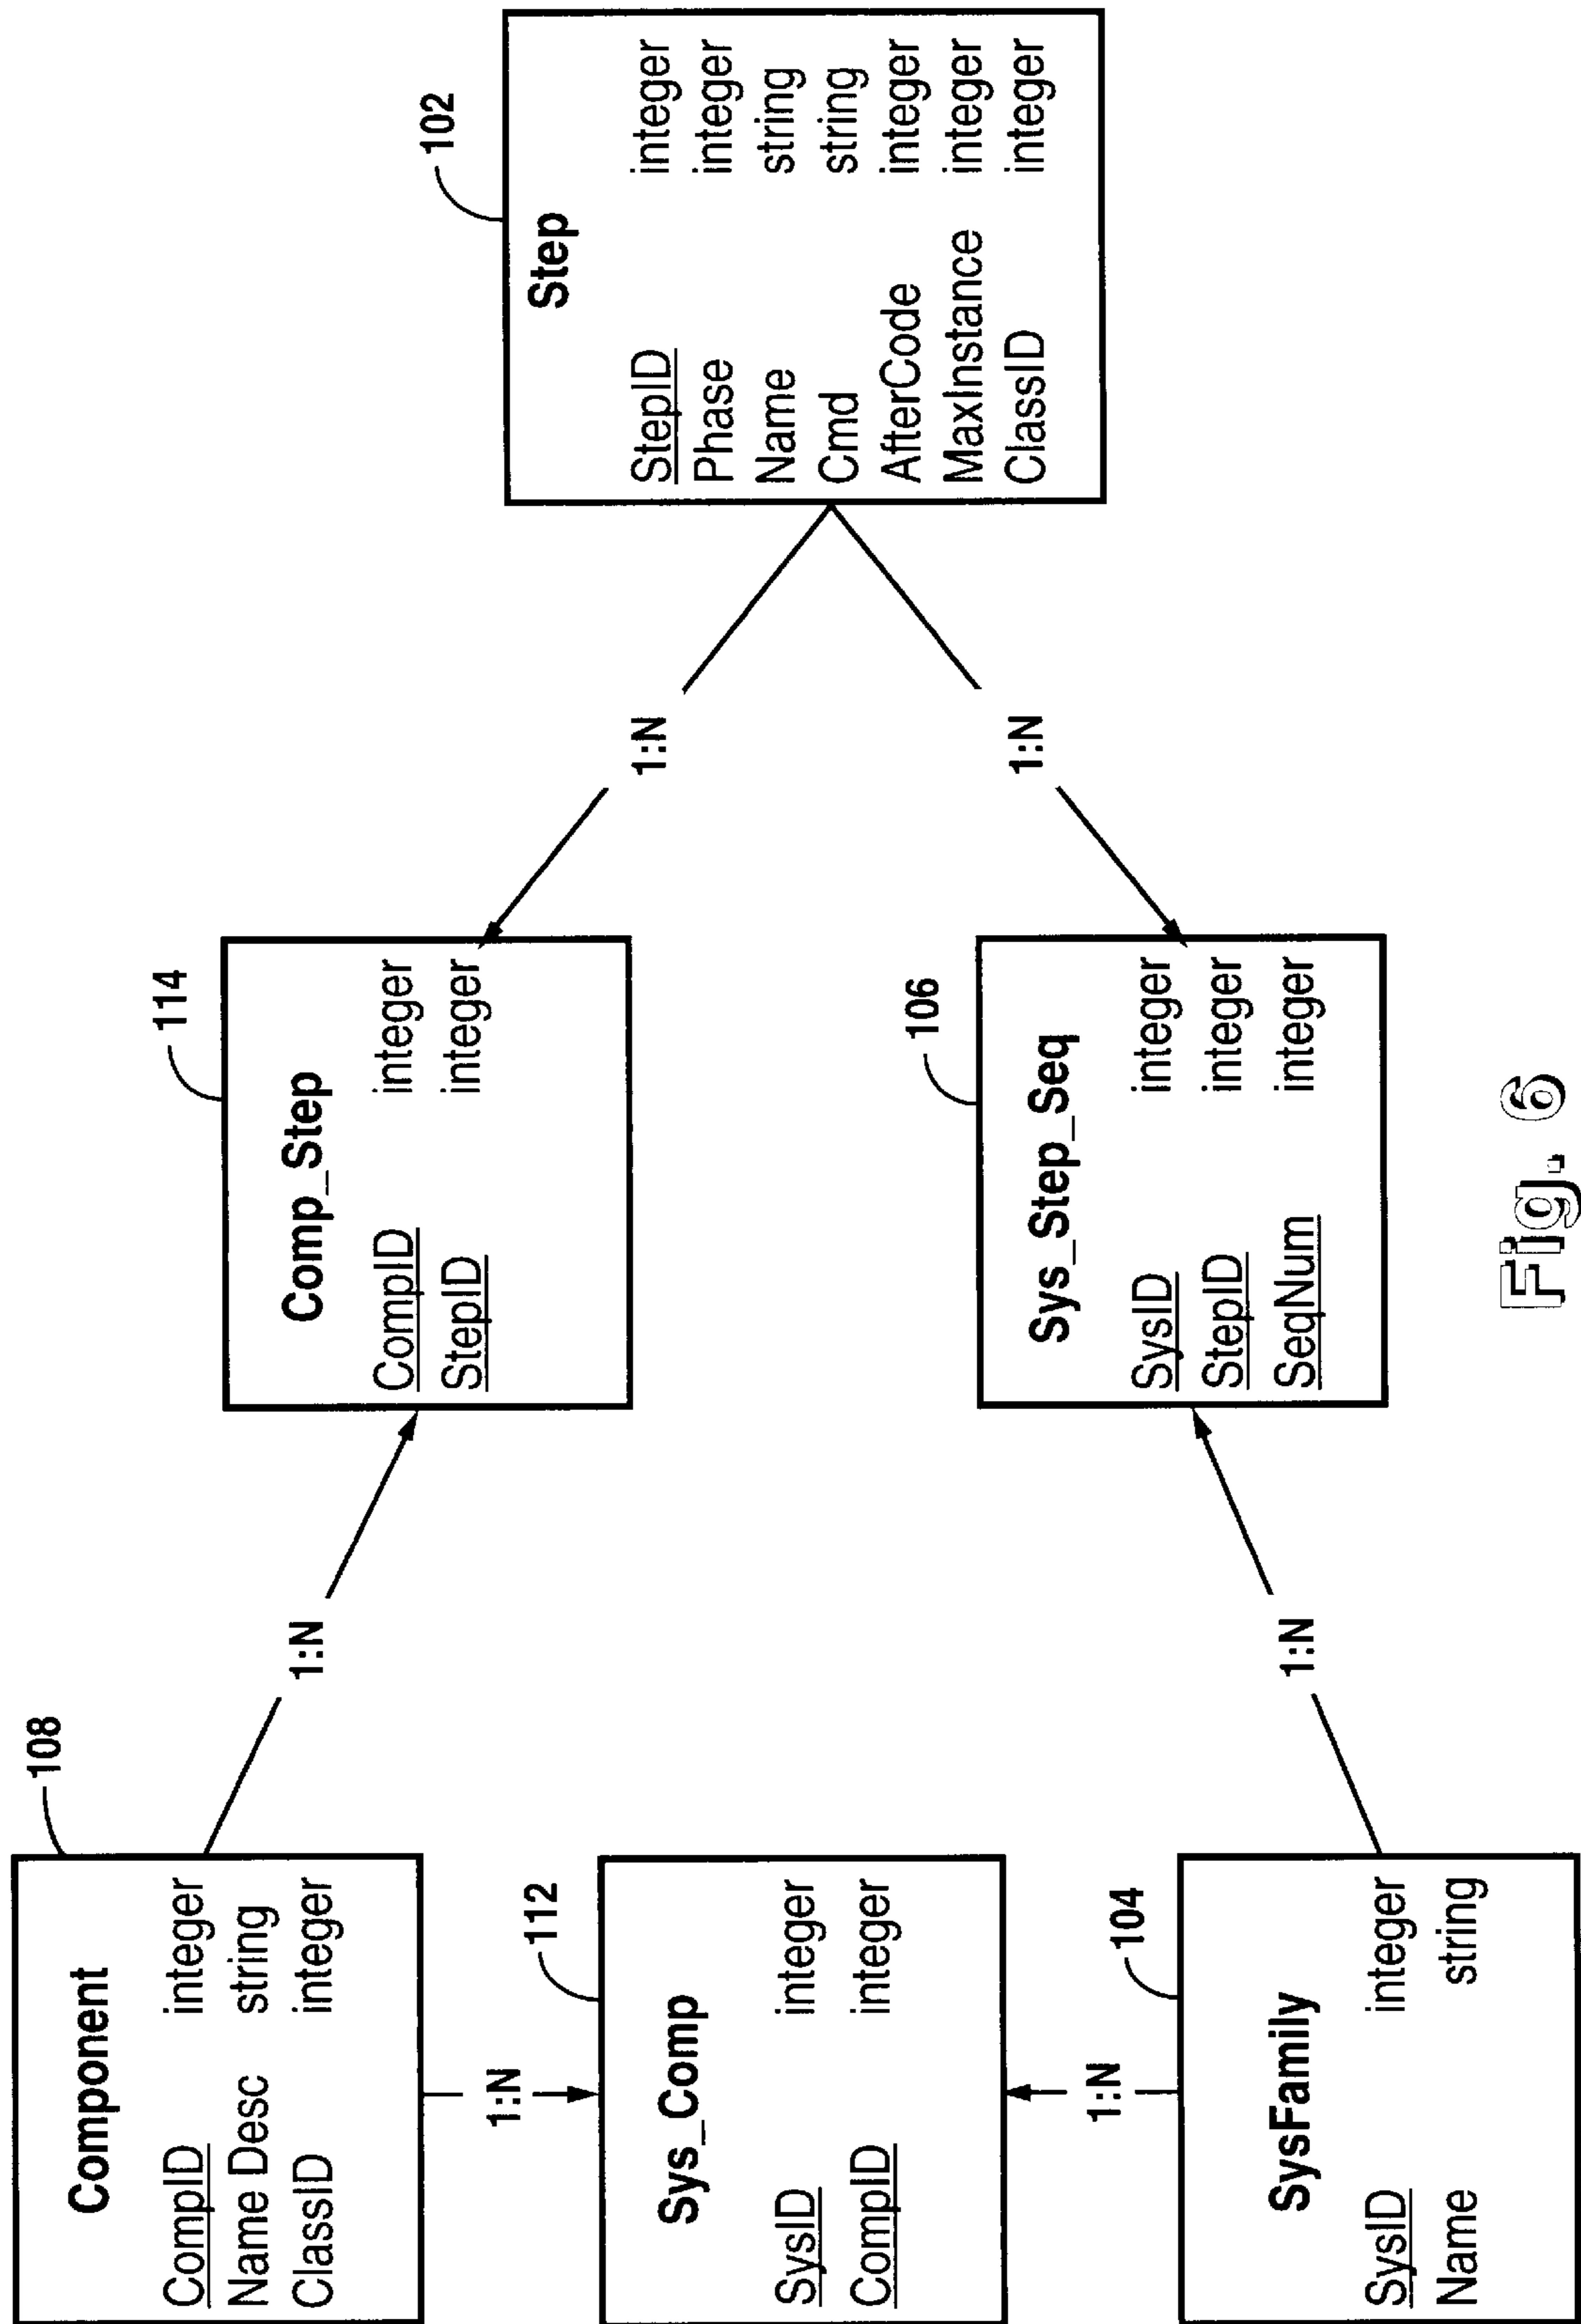 108
Component
CompID integer
Name Desc string
ClassID integer
1:N
1:N
112
Sys_Comp
SysID integer
CompID integer
1:N
104
SysFamily
SysID integer
Name string
1:N
114
Comp_Step
CompID integer
StepID integer
1:N
106
Sys_Step_Seq
SysID integer
StepID integer
SeqNum integer
1:N
102
Step
StepID integer
Phase integer
Name string
Cmd string
AfterCode integer
MaxInstance integer
ClassID integer
Fig. 6